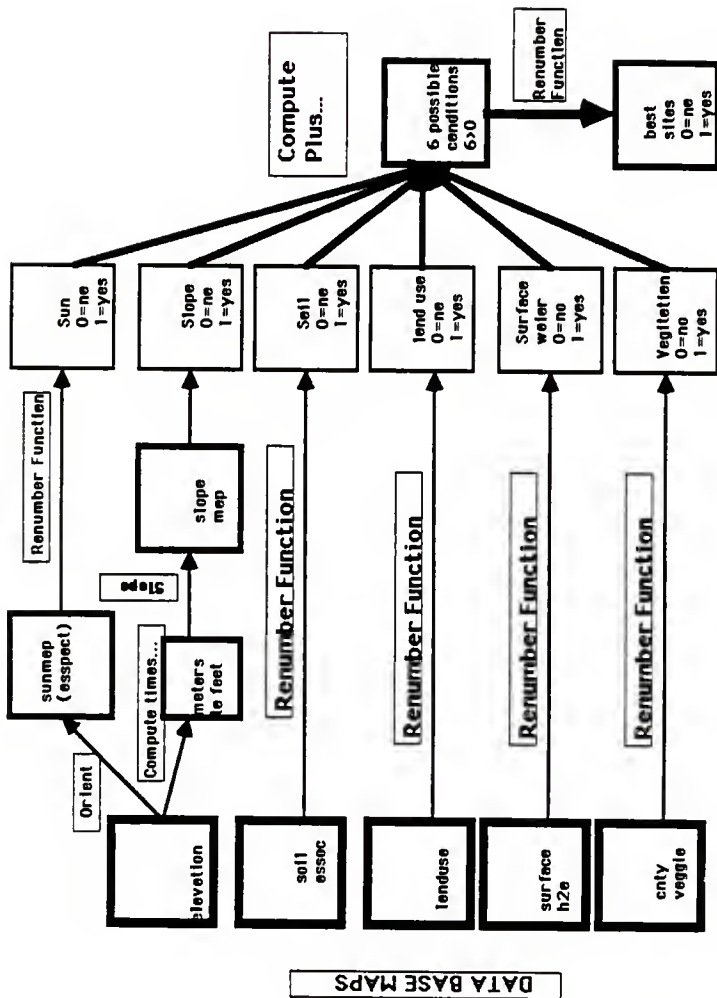 DATA BASE MAPS
elevation
Orient
sunmap
(esspect)
Renumber Function
Sun
0=no
1=yes
Compute times...
meters
to feet
Slope
slope
map
Slope
0=no
1=yes
soil
assoc
Renumber Function
Soil
0=no
1=yes
landuse
Renumber Function
land use
0=no
1=yes
surface
h2o
Renumber Function
Surface
water
0=no
1=yes
cnty
veggie
Renumber Function
Vegitation
0=no
1=yes
Compute
Plus...
6 possible
conditions
6>0
Renumber
Function
best
sites
0=no
1=yes